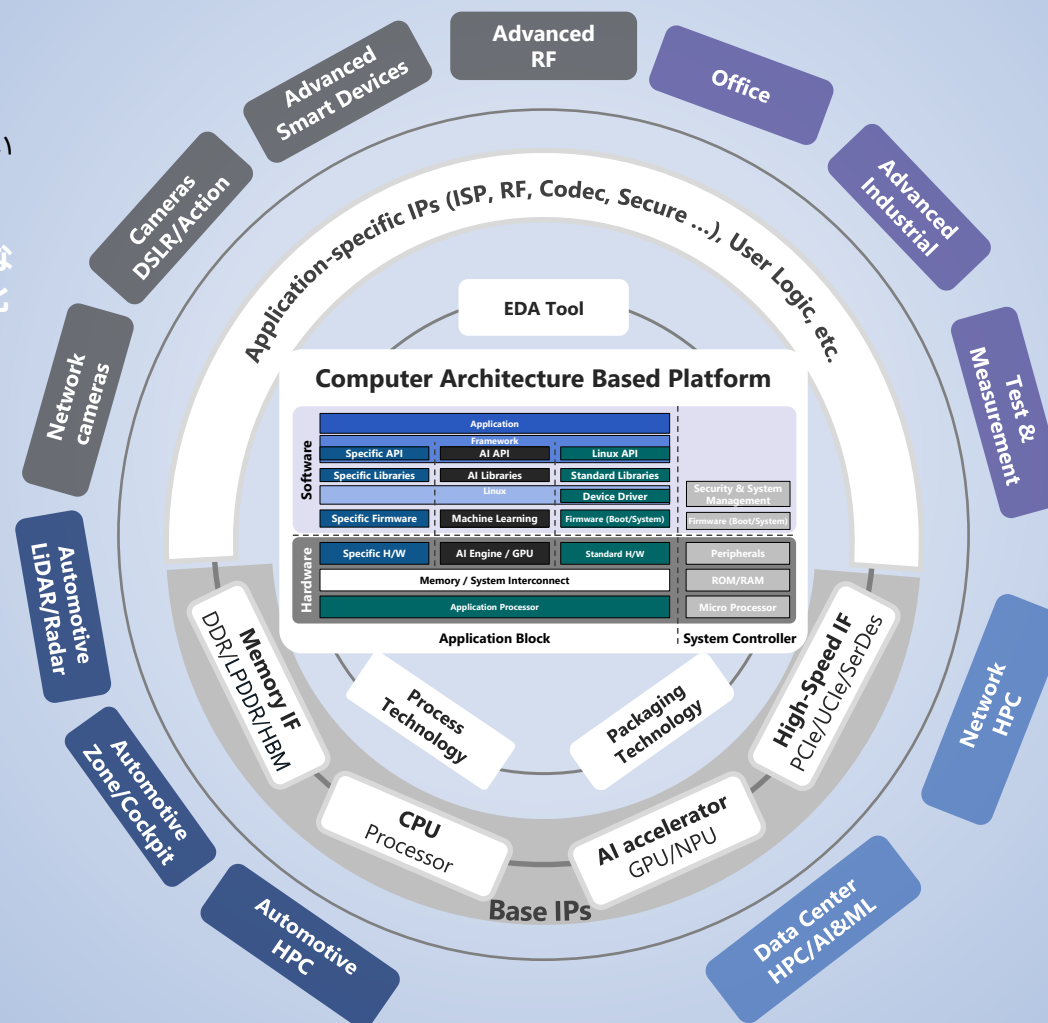 Advanced
RF
Office
Advanced
Industrial
Test &
Measurement
Network
HPC
Data Center
HPC/AI&ML
Automotive
HPC
Automotive
Zone/Cockpit
Automotive
LiDAR/Radar
Network
cameras
Cameras
DSLR/Action
Advanced
Smart Devices
Application-specific IPs (ISP, RF, Codec, Secure ...), User Logic, etc.
EDA Tool
Computer Architecture Based Platform
Software
Application
Framework
Specific API
AI API
Linux API
Specific Libraries
AI Libraries
Standard Libraries
Linux
Device Driver
Security & System
Management
Specific Firmware
Machine Learning
Firmware (Boot/System)
Firmware (Boot/System)
Hardware
Specific H/W
AI Engine / GPU
Standard H/W
Peripherals
Memory / System Interconnect
ROM/RAM
Application Processor
Micro Processor
Application Block
System Controller
Process
Technology
Packaging
Technology
Memory IF
DDR/LPDDR/HBM
CPU
Processor
AI accelerator
GPU/NPU
High-Speed IF
PCIe/UCIe/SerDes
Base IPs